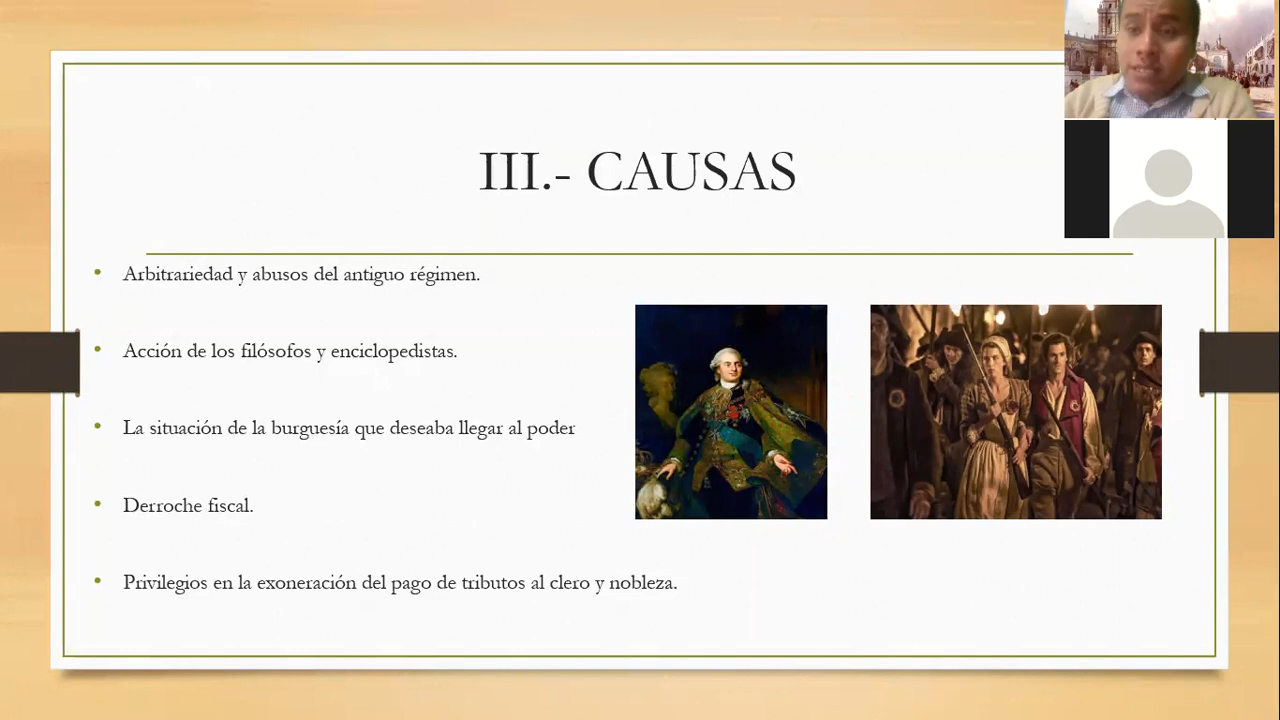 III.- CAUSAS
• Arbitrariedad y abusos del antiguo régimen.
• Acción de los filósofos y enciclopedistas.
• La situación de la burguesía que deseaba llegar al poder
• Derroche fiscal.
• Privilegios en la exoneración del pago de tributos al clero y nobleza.